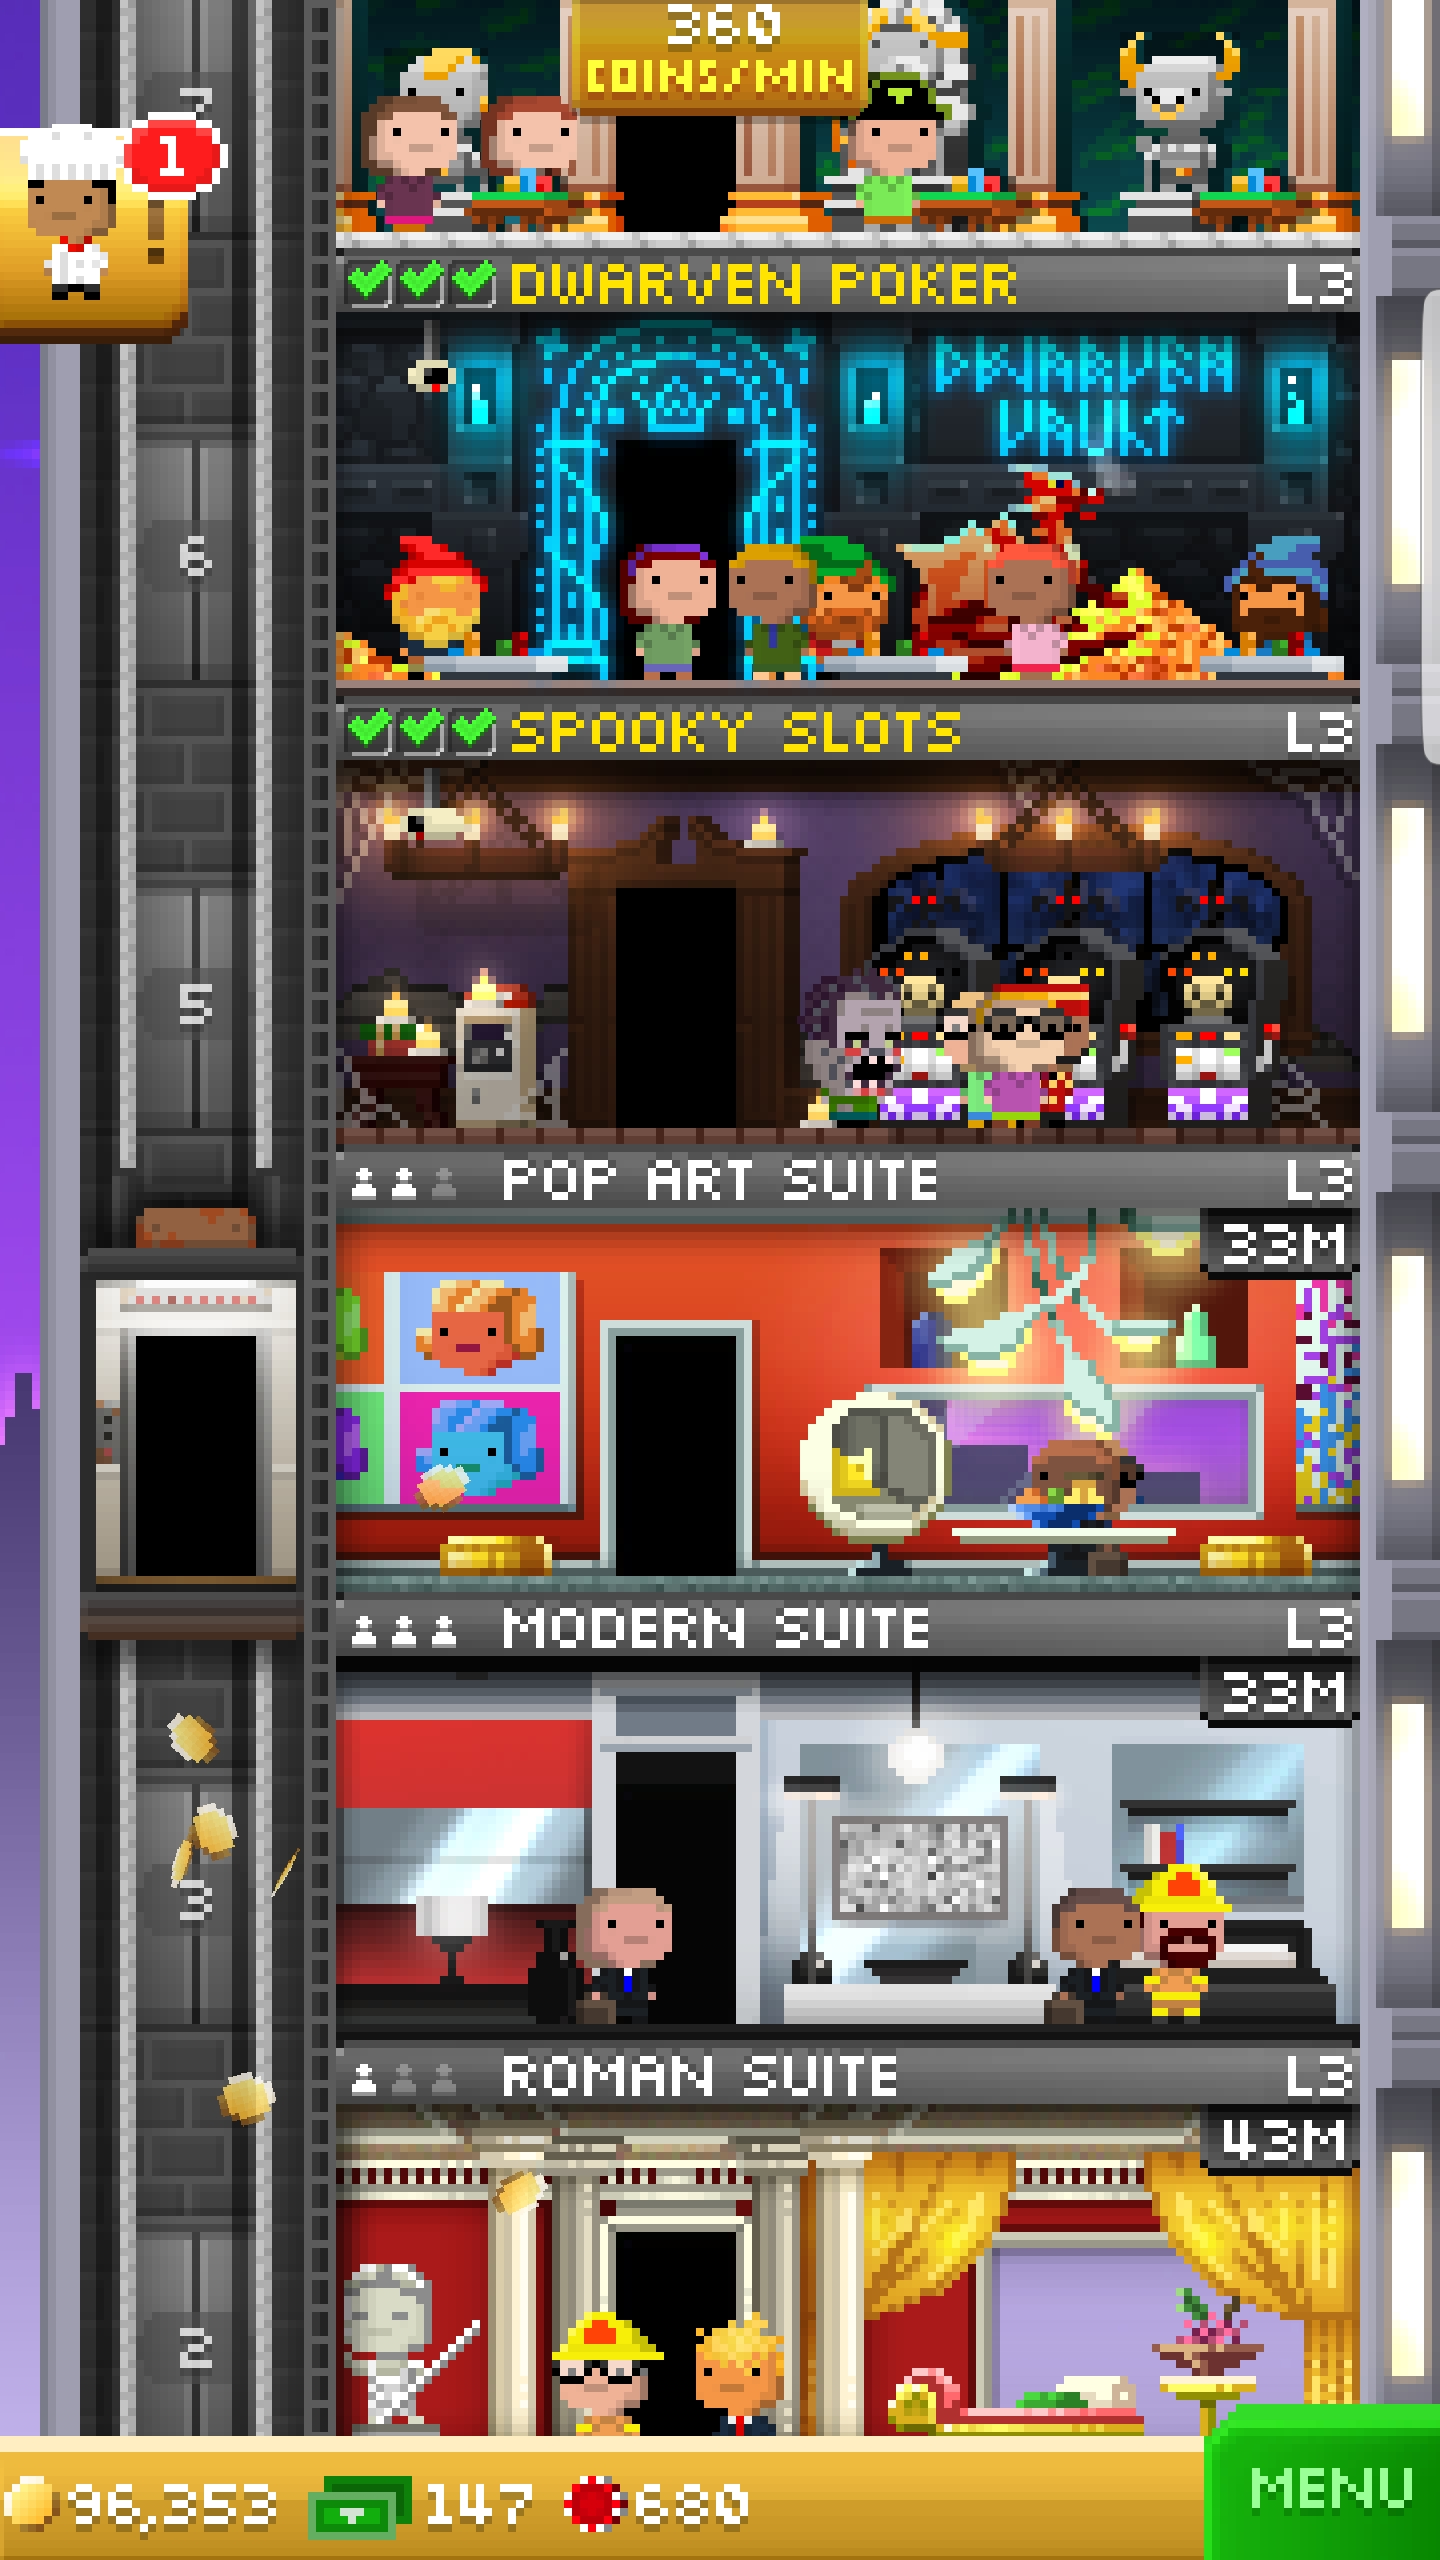 360
COINS/MIN
7
1
DWARVEN POKER L3
DWARVEN
VAULT
6
SPOOKY SLOTS L3
5
POP ART SUITE L3
33M
MODERN SUITE L3
33M
3
ROMAN SUITE L3
43M
2
96,353 147 680
MENU